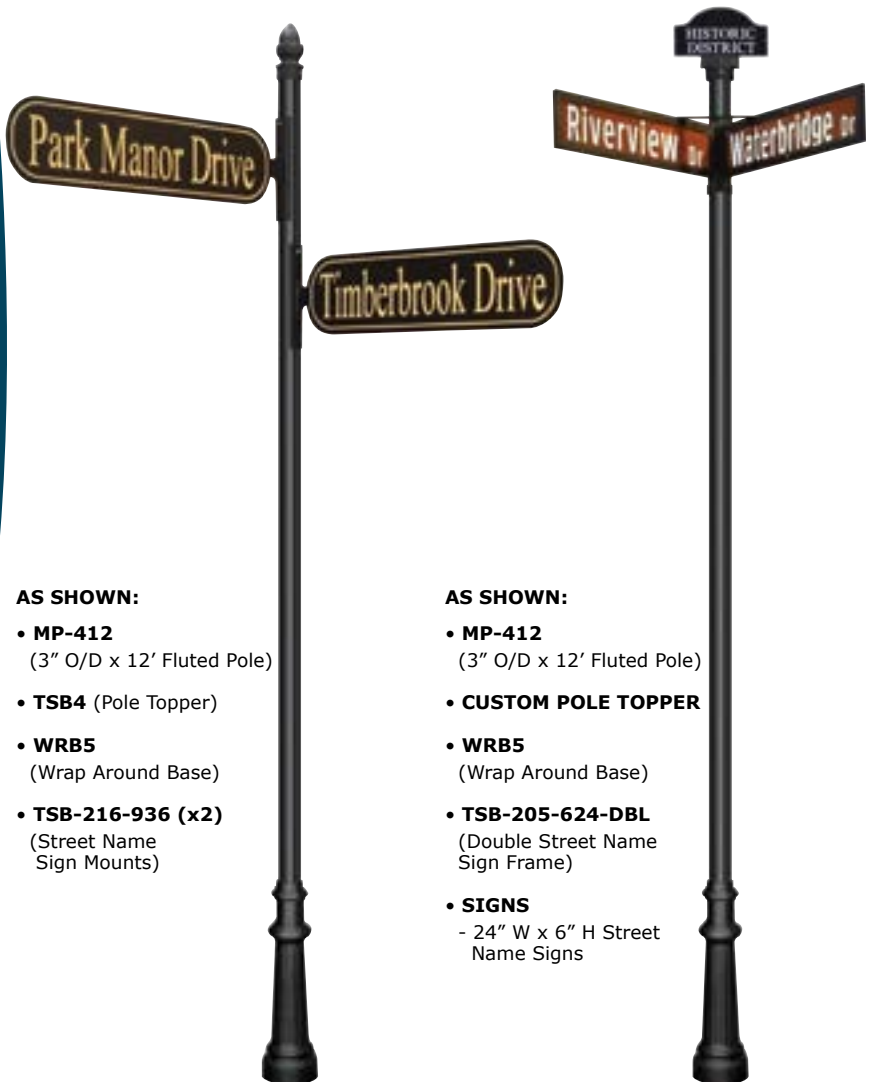 HISTORIC
DISTRICT
Park Manor Drive
Riverview Dr
Waterbridge Dr
Timberbrook Drive
AS SHOWN:
• MP-412
(3” O/D x 12’ Fluted Pole)
• TSB4 (Pole Topper)
• WRB5
(Wrap Around Base)
• TSB-216-936 (x2)
(Street Name
Sign Mounts)
AS SHOWN:
• MP-412
(3” O/D x 12’ Fluted Pole)
• CUSTOM POLE TOPPER
• WRB5
(Wrap Around Base)
• TSB-205-624-DBL
(Double Street Name
Sign Frame)
• SIGNS
- 24” W x 6” H Street
Name Signs